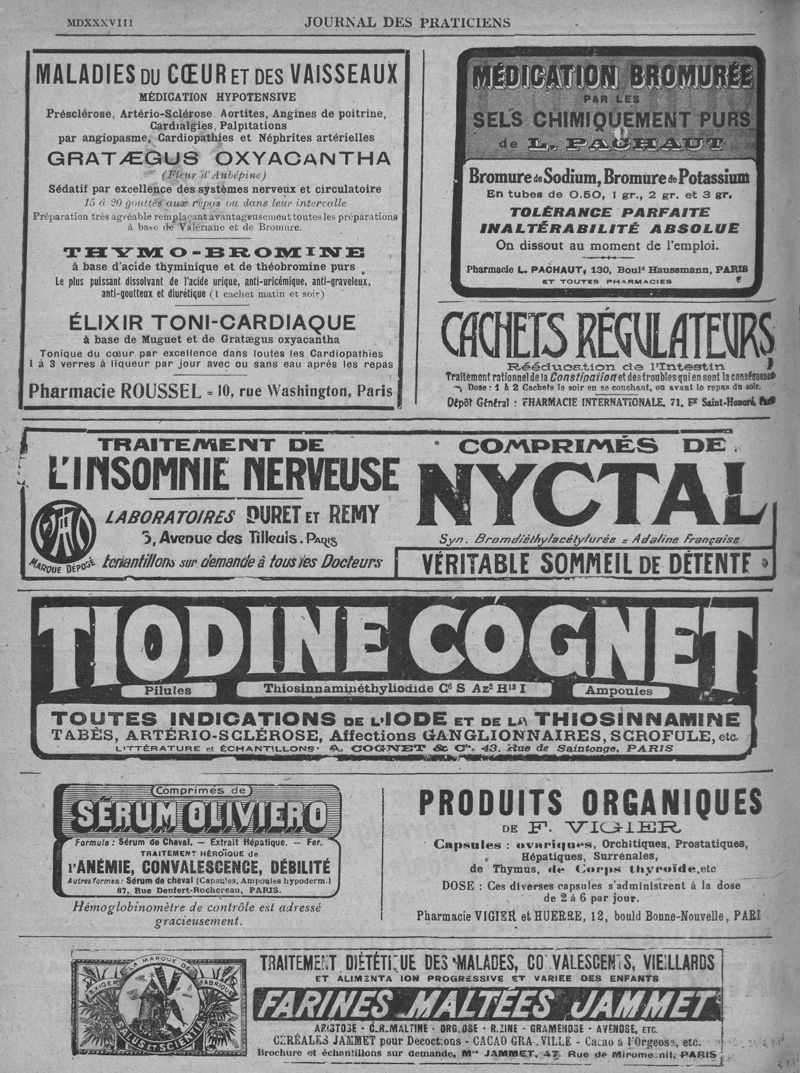 MDXXXVIII
JOURNAL DES PRATICIENS
MALADIES DU CŒUR ET DES VAISSEAUX
MÉDICATION HYPOTENSIVE
Présclérose, Artério-Sclérose, Aortites, Angines de poitrine,
Cardialgies, Palpitations
par angiopasme, Cardiopathies et Néphrites artérielles
GRATÆGUS OXYACANTHA
(Fleur d'Aubépine)
Sédatif par excellence des systèmes nerveux et circulatoire
15 à 20 gouttes aux repas ou dans leur intercalle
Préparation très agréable remplaçant avantageusement toutes les préparations
à base de Valériane et de Bromure.
THYMO-BROMINE
à base d'acide thyminique et de théobromine purs
Le plus puissant dissolvant de l'acide urique, anti-uricémique, anti-graveleux,
anti-goutteux et diurétique (1 cachet matin et soir)
ÉLIXIR TONI-CARDIAQUE
à base de Muguet et de Gratægus oxyacantha
Tonique du cœur par excellence dans toutes les Cardiopathies
1 à 3 verres à liqueur par jour avec ou sans eau après les repas
Pharmacie ROUSSEL = 10, rue Washington, Paris
MÉDICATION BROMURÉE
PAR LES
SELS CHIMIQUEMENT PURS
de L. PACHAUT
Bromure de Sodium, Bromure de Potassium
En tubes de 0.50, 1 gr., 2 gr. et 3 gr.
TOLÉRANCE PARFAITE
INALTÉRABILITÉ ABSOLUE
On dissout au moment de l'emploi.
Pharmacie L. PACHAUT, 130, Boulᵈ Haussmann, PARIS
ET TOUTES PHARMACIES
CACHETS RÉGULATEURS
Rééducation de l'Intestin
Traitement rationnel de la Constipation et des troubles qui en sont la conséquence
Dose : 1 à 2 Cachets le soir en se couchant, ou avant le repas du soir.
Dépôt Général : PHARMACIE INTERNATIONALE, 71, Fᵍ Saint-Honoré, Paris
TRAITEMENT DE
L'INSOMNIE NERVEUSE
LABORATOIRES DURET ET REMY
3, Avenue des Tilleuls. PARIS
MARQUE DÉPOSÉ
Echantillons sur demande à tous les Docteurs
COMPRIMÉS DE
NYCTAL
Syn. Bromdiéthylacétylurée = Adaline Française
VÉRITABLE SOMMEIL DE DÉTENTE
TIODINE COGNET
Pilules
Thiosinnaminéthyliodide C⁶ S Az² H¹³ I
Ampoules
TOUTES INDICATIONS DE L'IODE ET DE LA THIOSINNAMINE
TABÈS, ARTÉRIO-SCLÉROSE, Affections GANGLIONNAIRES, SCROFULE, etc.
LITTÉRATURE et ÉCHANTILLONS: A. COGNET & Cⁱᵉ, 43, Rue de Saintonge, PARIS
(Comprimés de)
SÉRUM OLIVIERO
Formule : Sérum de Cheval. — Extrait Hépatique. — Fer.
TRAITEMENT HÉROÏQUE de
l'ANÉMIE, CONVALESCENCE, DÉBILITÉ
Autres formes : Sérum de cheval (Capsules, Ampoules hypoderm.)
87, Rue Denfert-Rochereau, PARIS.
Hémoglobinomètre de contrôle est adressé
gracieusement.
PRODUITS ORGANIQUES
DE F. VIGIER
Capsules : ovariques, Orchitiques, Prostatiques,
Hépatiques, Surrénales,
de Thymus, de Corps thyroïde, etc
DOSE : Ces diverses capsules s'administrent à la dose
de 2 à 6 par jour.
Pharmacie VIGIER et HUERRE, 12, bould Bonne-Nouvelle, PARI
EXIGER LA MARQUE DE FABRIQUE
SALUS ET SCIENTIA
TRAITEMENT DIÉTÉTIQUE DES MALADES, CO VALESCENTS, VIEILLARDS
ET ALIMENTA ION PROGRESSIVE ET VARIEE DES ENFANTS
FARINES MALTÉES JAMMET
ARISTOSE - C.R.MALTINE - ORGEOSE - R.ZINE - GRAMENOSE - AVENOSE, ETC.
CÉRÉALES JAMMET pour Décoctions - CACAO GRA VILLE - Cacao à l'Orgeose, etc.
Brochure et échantillons sur demande, Mᵒⁿ JAMMET, 47, Rue de Miromesnil, PARIS